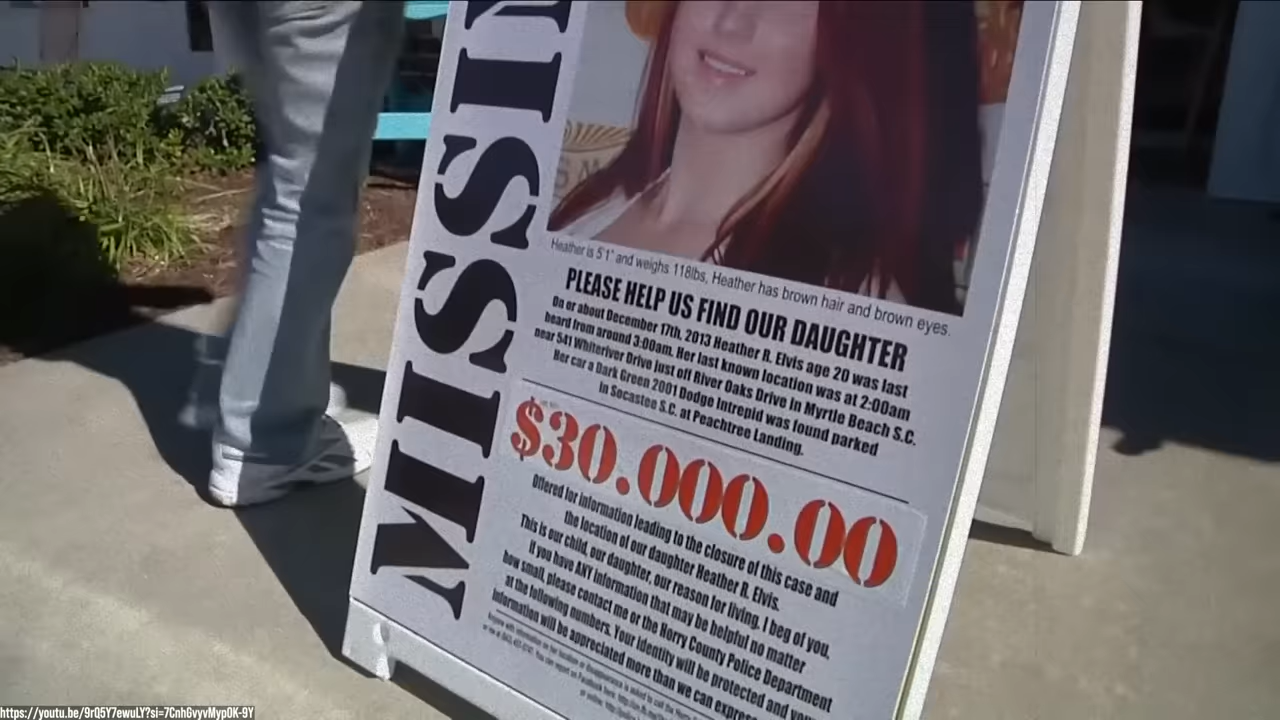 MISSIN
Heather is 5'1" and weighs 118lbs, Heather has brown hair and brown eyes.
PLEASE HELP US FIND OUR DAUGHTER
On or about December 17th, 2013 Heather R. Elvis age 20 was last
heard from around 3:00am. Her last known location was at 2:00am
near 541 Whiteriver Drive just off River Oaks Drive in Myrtle Beach S.C.
Her car a Dark Green 2001 Dodge Intrepid was found parked
in Socastee S.C. at Peachtree Landing.
$30.000.00
Offered for information leading to the closure of this case and
the location of our daughter Heather R. Elvis.
This is our child, our daughter, our reason for living. I beg of you,
if you have ANY information that may be helpful no matter
how small, please contact me or the Horry County Police Department
at the following numbers. Your identity will be protected and your
information will be appreciated more than we can express
https://youtu.be/9rQ5Y7ewuLY?si=7CnhGvyvMypOK-9Y